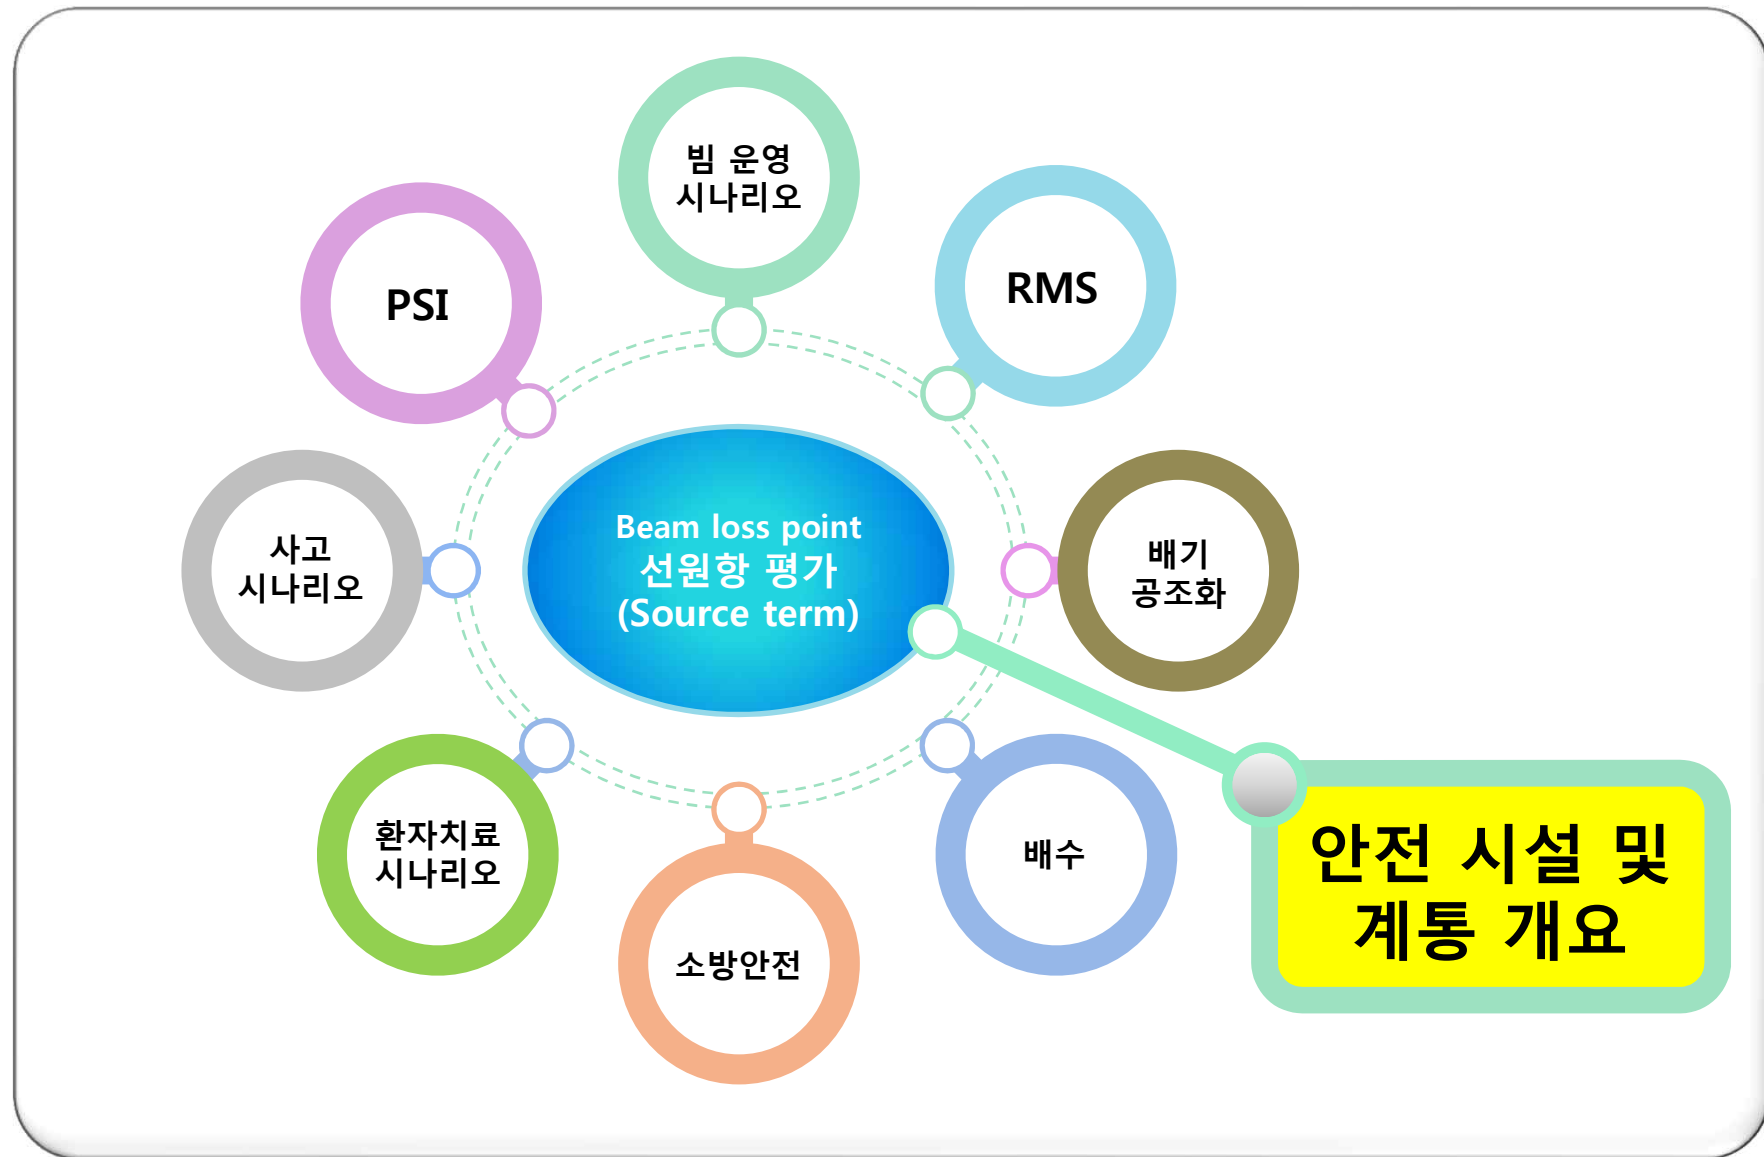 빔 운영
시나리오
RMS
PSI
배기
공조화
사고
시나리오
Beam loss point
선원항 평가
(Source term)
환자치료
시나리오
소방안전
배수
안전 시설 및
계통 개요